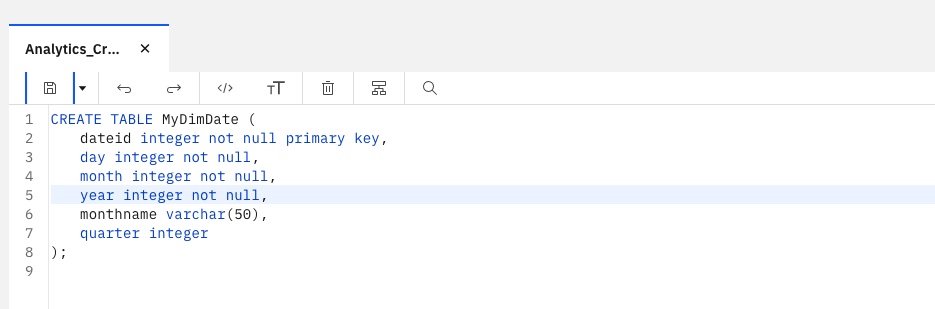 Analytics_Cr... ×
</> TT
1 CREATE TABLE MyDimDate (
2 dateid integer not null primary key,
3 day integer not null,
4 month integer not null,
5 year integer not null,
6 monthname varchar(50),
7 quarter integer
8 );
9